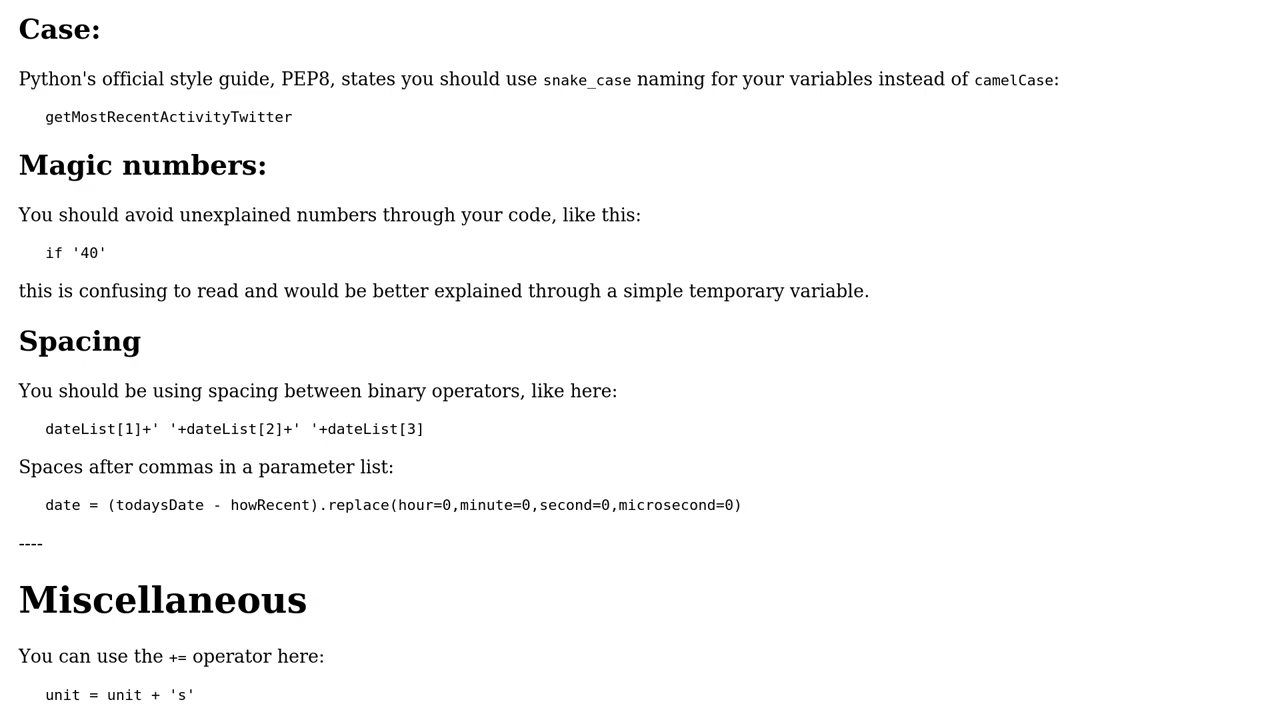 Case:
Python's official style guide, PEP8, states you should use snake_case naming for your variables instead of camelCase:
getMostRecentActivityTwitter
Magic numbers:
You should avoid unexplained numbers through your code, like this:
if '40'
this is confusing to read and would be better explained through a simple temporary variable.
Spacing
You should be using spacing between binary operators, like here:
dateList[1]+' '+dateList[2]+' '+dateList[3]
Spaces after commas in a parameter list:
date = (todaysDate - howRecent).replace(hour=0,minute=0,second=0,microsecond=0)
----
Miscellaneous
You can use the += operator here:
unit = unit + 's'